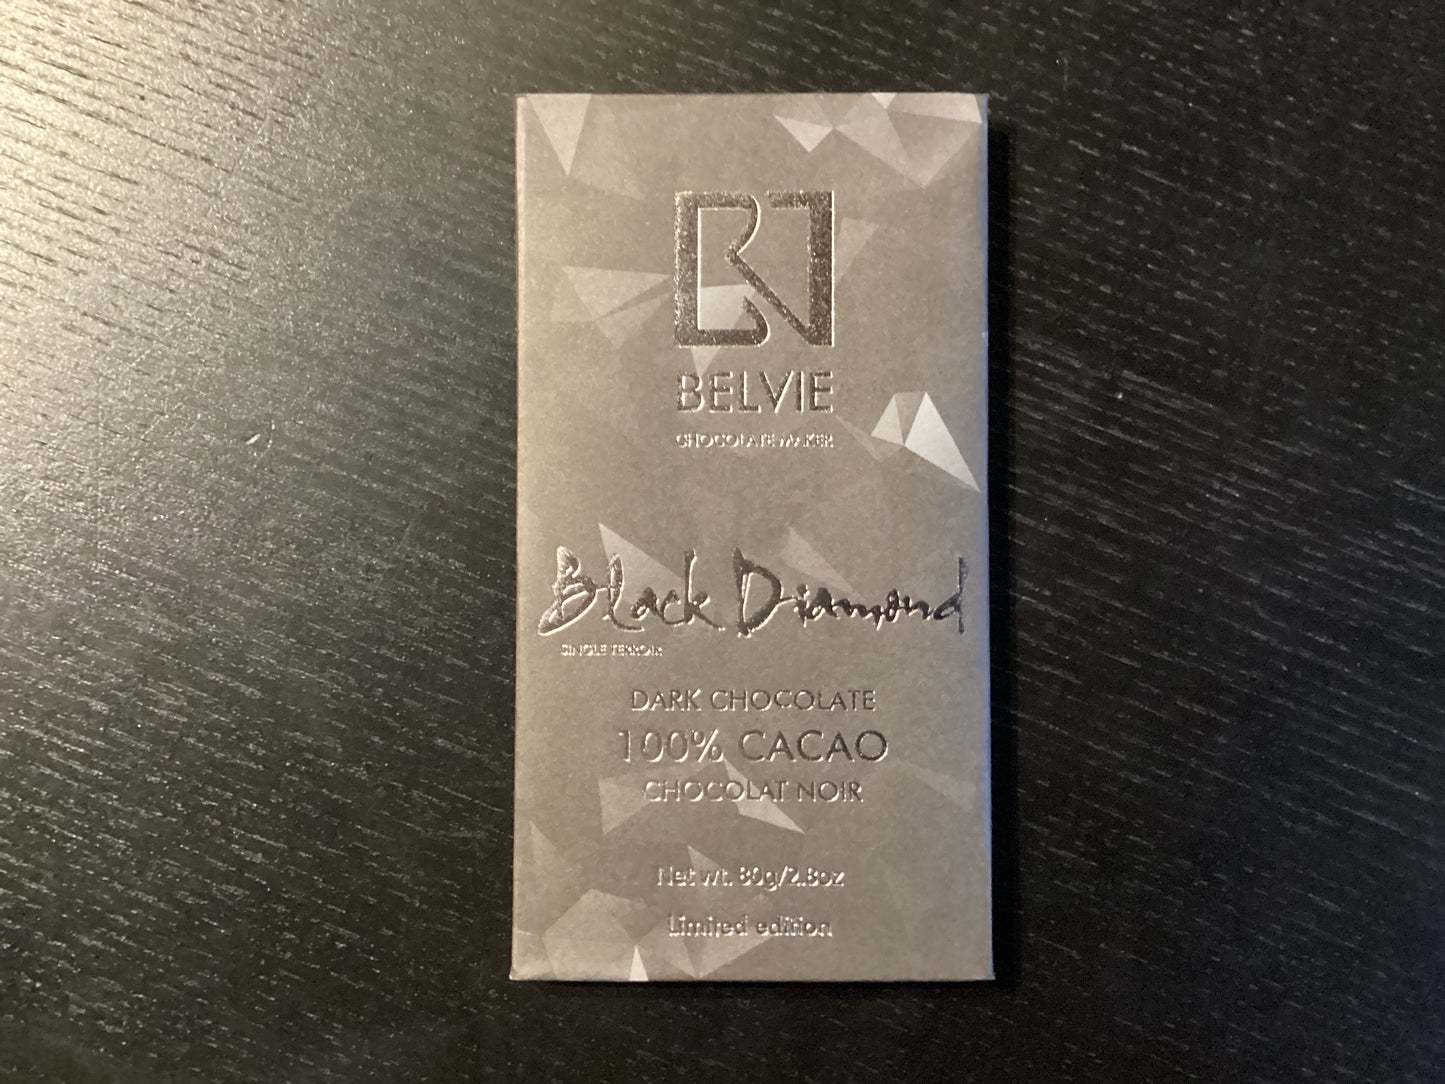 BELVIE
CHOCOLATE MAKER
Black Diamond
SINGLE TERROIR
DARK CHOCOLATE
100% CACAO
CHOCOLAT NOIR
Net wt. 80g/2.8oz
Limited edition